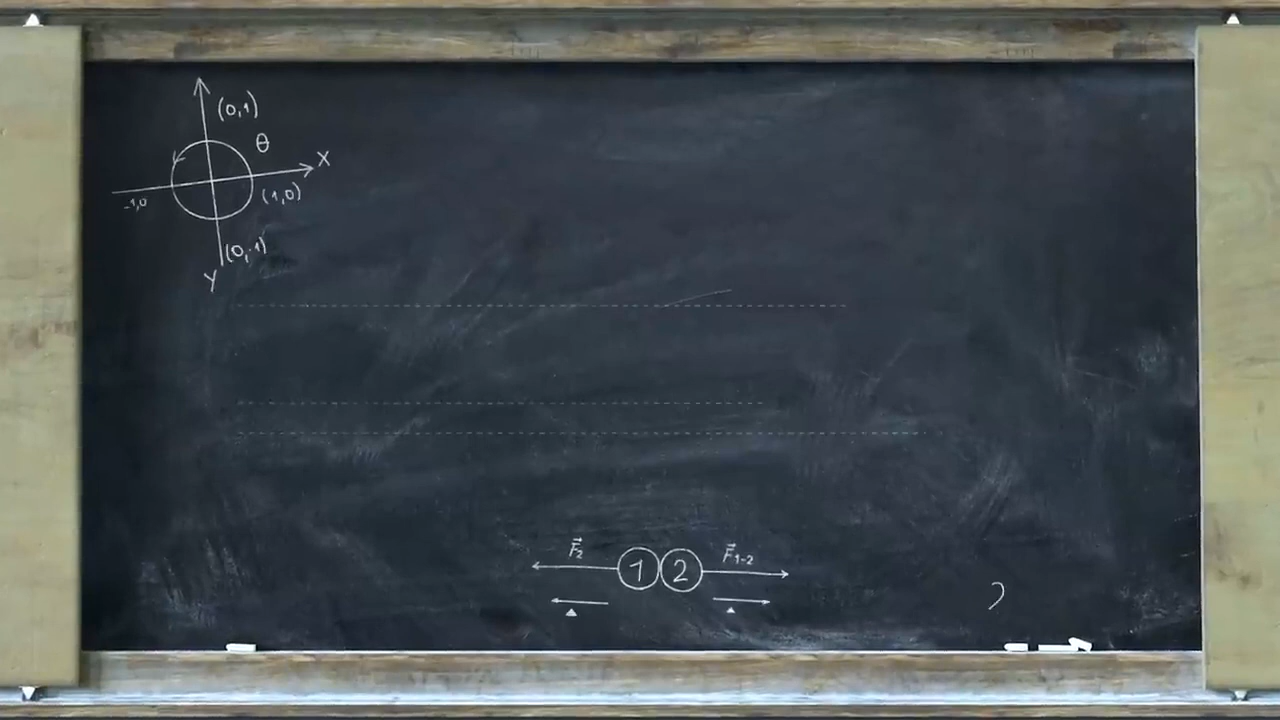 (0,1)
θ
X
-1,0
(1,0)
(0,-1)
Y
F⃗₂ 1 2 F⃗₁₋₂